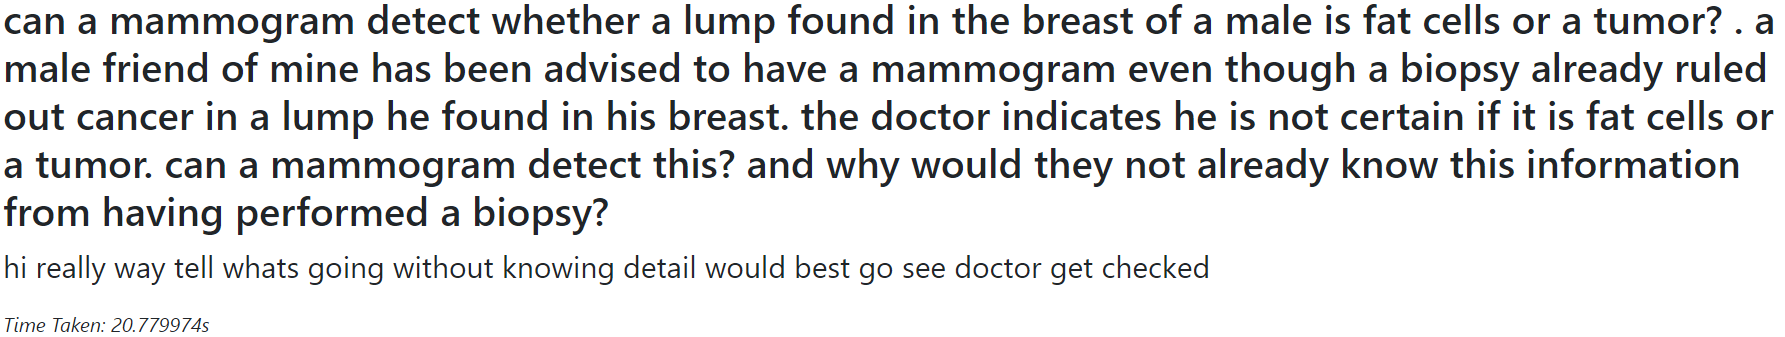 can a mammogram detect whether a lump found in the breast of a male is fat cells or a tumor? . a
male friend of mine has been advised to have a mammogram even though a biopsy already ruled
out cancer in a lump he found in his breast. the doctor indicates he is not certain if it is fat cells or
a tumor. can a mammogram detect this? and why would they not already know this information
from having performed a biopsy?
hi really way tell whats going without knowing detail would best go see doctor get checked
Time Taken: 20.779974s